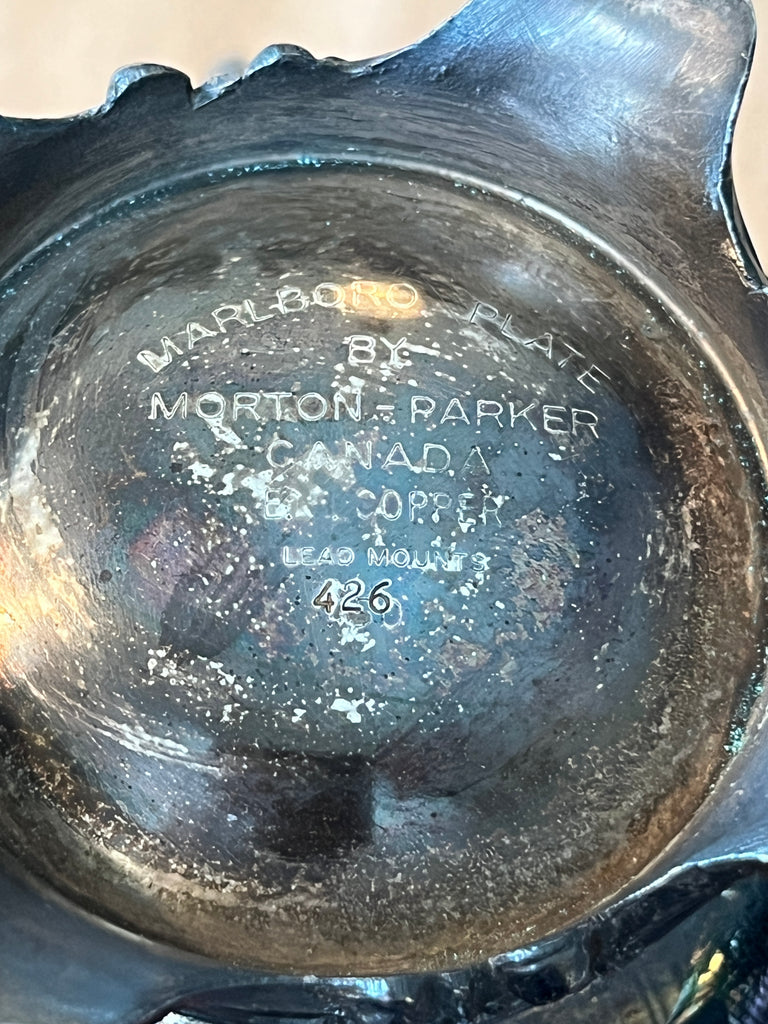 MARLBORO PLATE
BY
MORTON-PARKER
CANADA
COPPER
LEAD MOUNTS
426